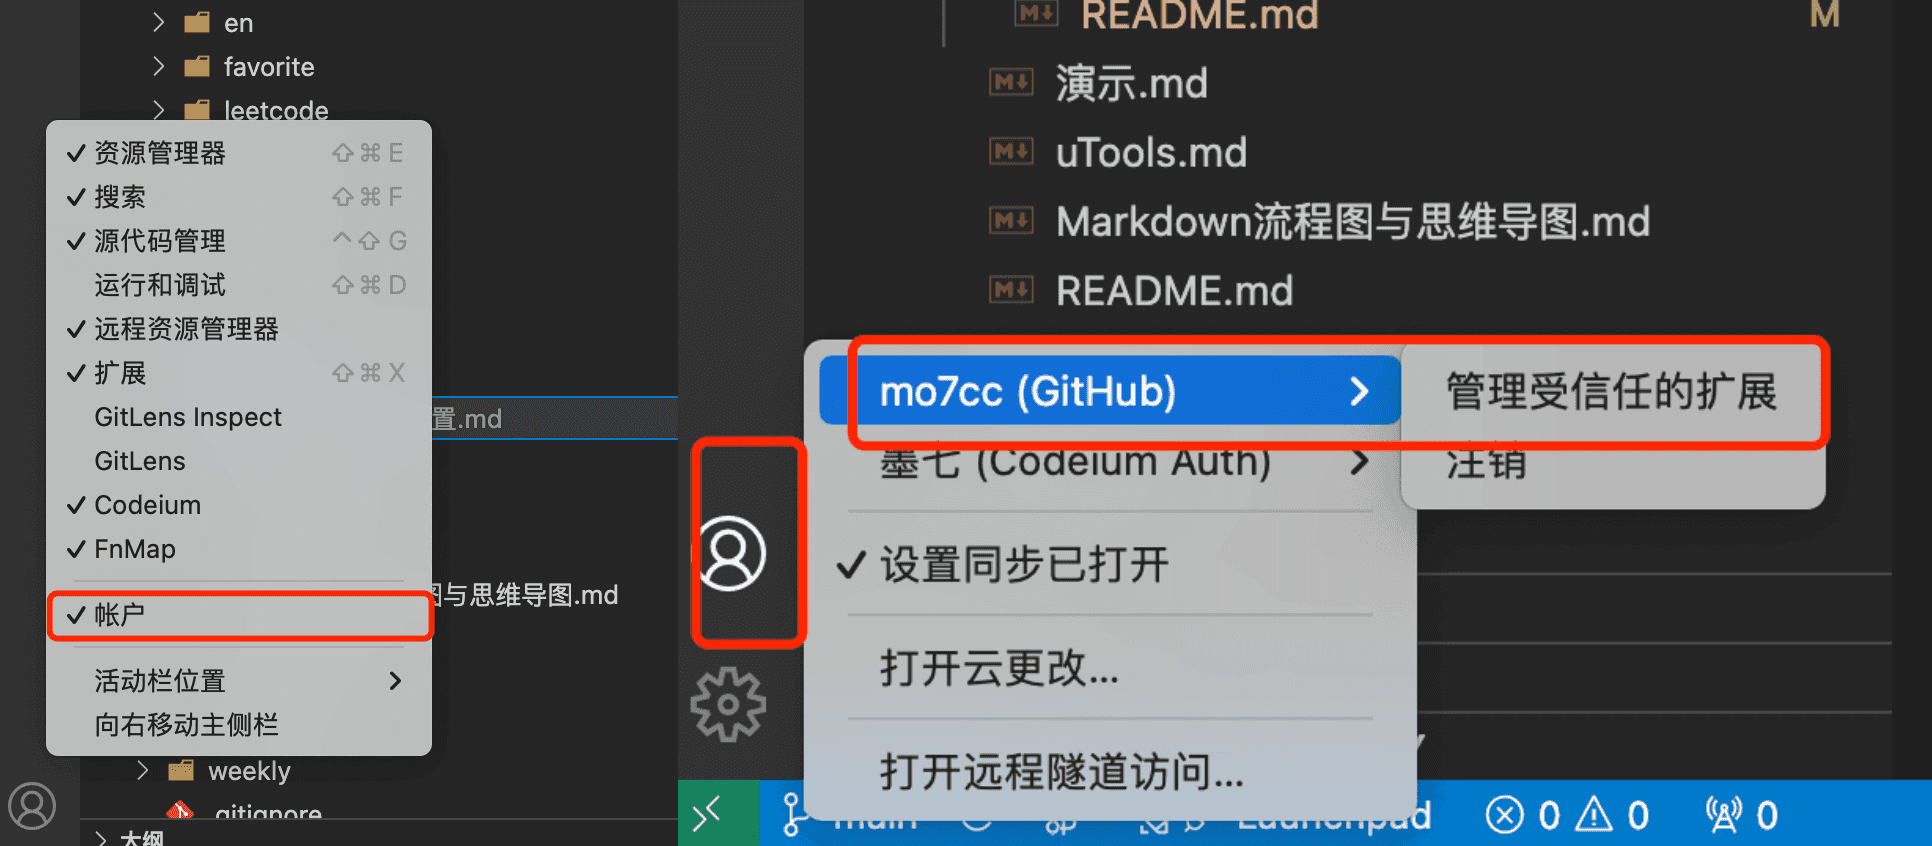 en
favorite
leetcode
资源管理器 ⇧⌘E
搜索 ⇧⌘F
源代码管理 ^⇧G
运行和调试 ⇧⌘D
远程资源管理器
扩展 ⇧⌘X
GitLens Inspect
GitLens
Codeium
FnMap
帐户
活动栏位置
向右移动主侧栏
置.md
图与思维导图.md
weekly
.gitignore
大纲
README.md M
演示.md
uTools.md
Markdown流程图与思维导图.md
README.md
mo7cc (GitHub)
管理受信任的扩展
墨七 (Codeium Auth)
注销
设置同步已打开
打开云更改...
打开远程隧道访问...
main
Launchpad
0
0
0